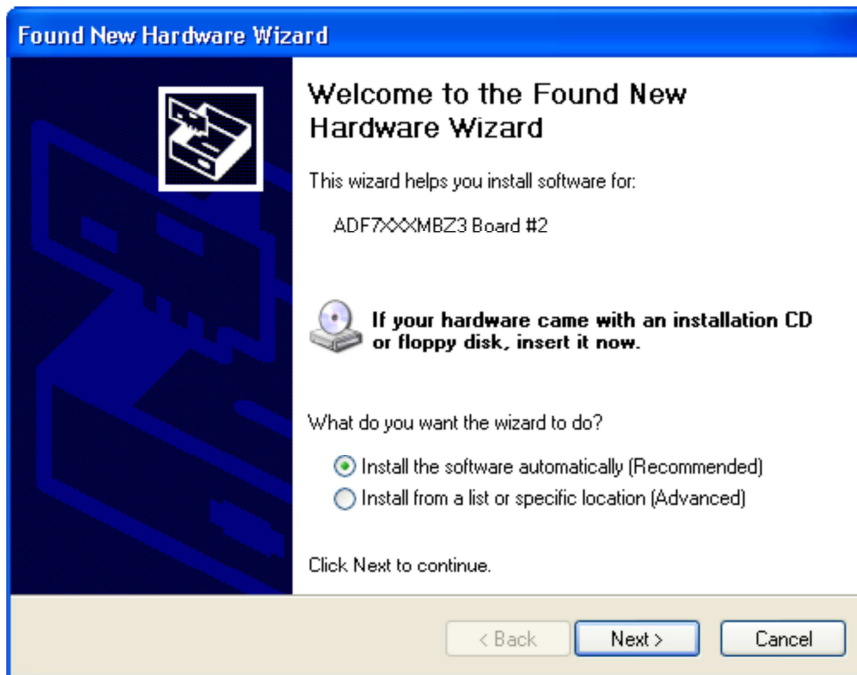 Found New Hardware Wizard
Welcome to the Found New
Hardware Wizard
This wizard helps you install software for:
ADF7XXXMBZ3 Board #2
If your hardware came with an installation CD
or floppy disk, insert it now.
What do you want the wizard to do?
Install the software automatically (Recommended)
Install from a list or specific location (Advanced)
Click Next to continue.
< Back
Next >
Cancel